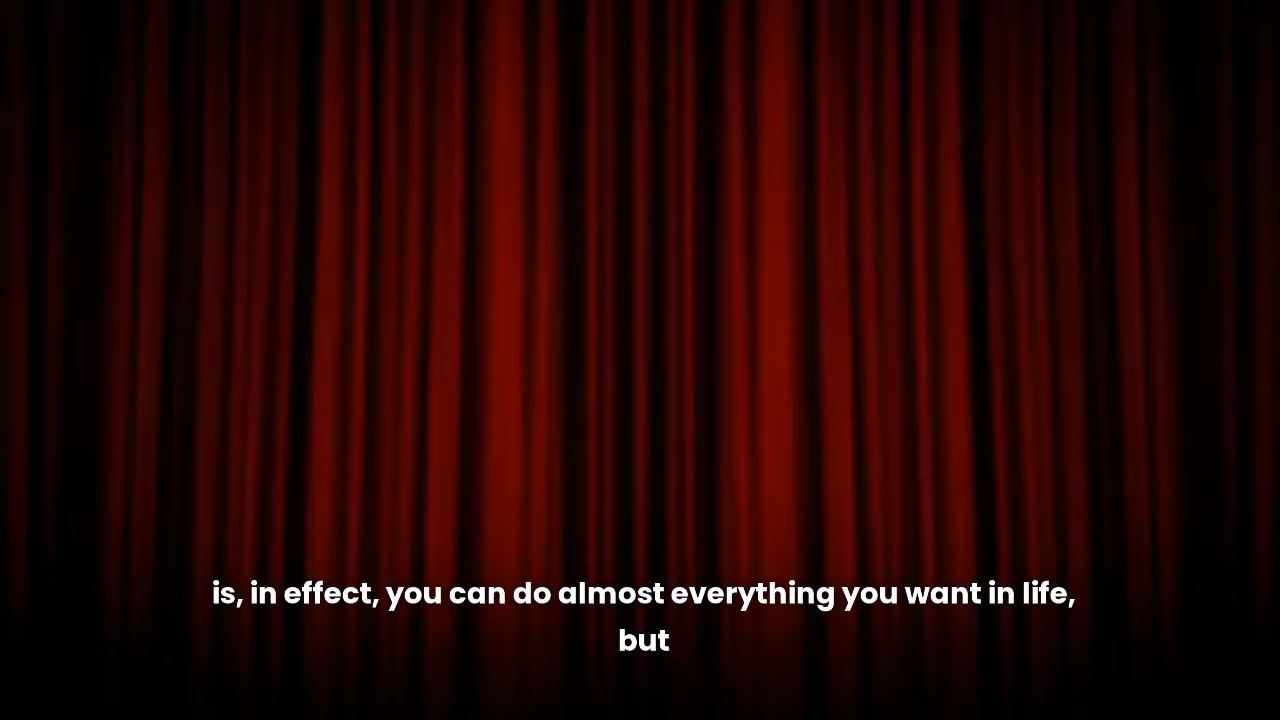 is, in effect, you can do almost everything you want in life,
but